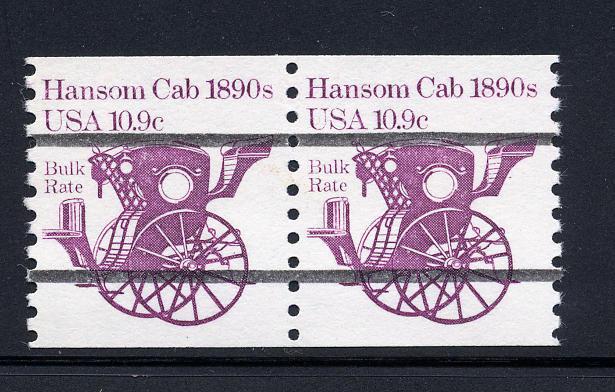 Hansom Cab 1890s
USA 10.9c
Bulk
Rate
Hansom Cab 1890s
USA 10.9c
Bulk
Rate